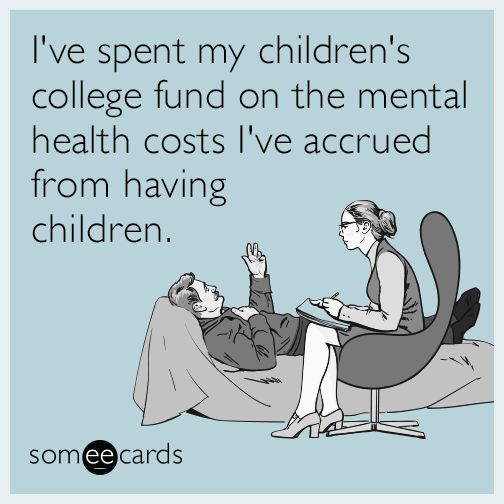 I've spent my children's
college fund on the mental
health costs I've accrued
from having
children.
someecards